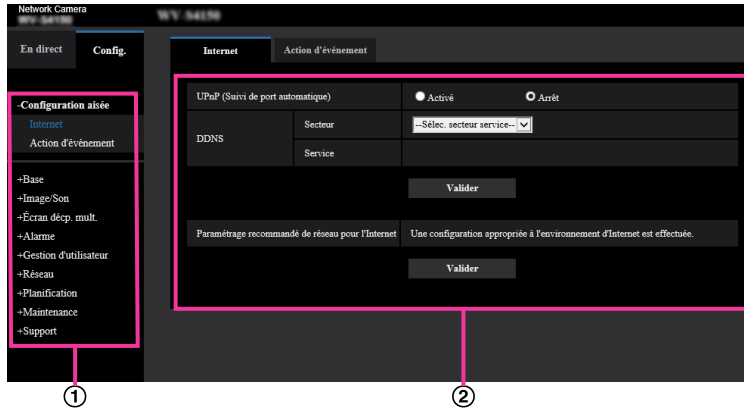 Network Camera
WV-S4150
WV-S4150
En direct
Config.
Internet
Action d'événement
-Configuration aisée
Internet
Action d'événement
+Base
+Image/Son
+Écran décp. mult.
+Alarme
+Gestion d'utilisateur
+Réseau
+Planification
+Maintenance
+Support
UPnP (Suivi de port automatique)
Activé
Arrêt
DDNS
Secteur
--Sélec. secteur service--
Service
Valider
Paramétrage recommandé de réseau pour l'Internet
Une configuration appropriée à l'environnement d'Internet est effectuée.
Valider
1
2